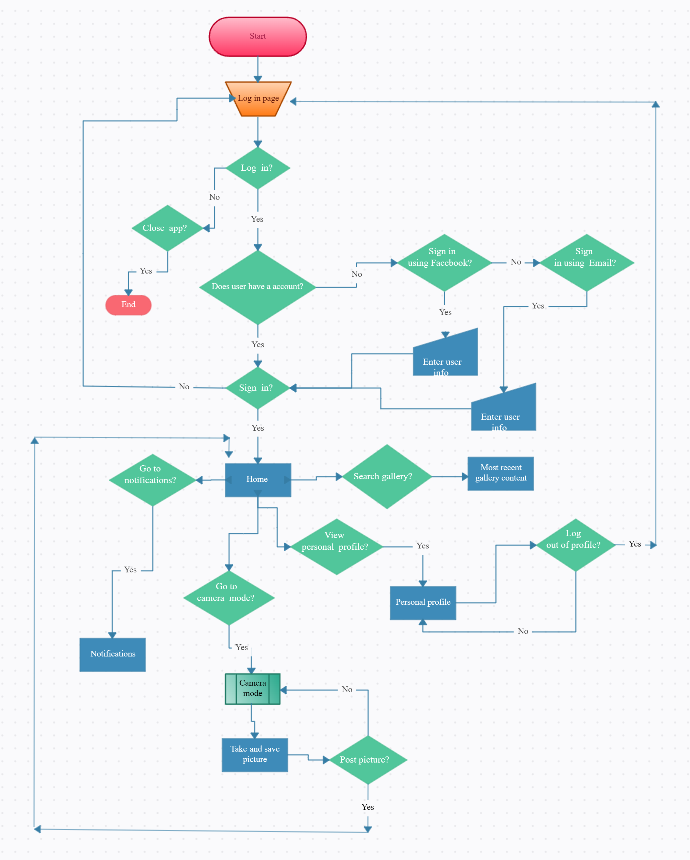 Start
Log in page
Log in?
No
Yes
Close app?
Yes
End
Does user have a account?
No
Sign in
using Facebook?
No
Sign
in using Email?
Yes
Yes
Yes
Enter user
info
Enter user
info
Sign in?
No
Yes
Go to
notifications?
Home
Search gallery?
Most recent
gallery content
View
personal profile?
Yes
Log
out of profile?
Yes
Yes
Go to
camera mode?
Personal profile
No
Notifications
Yes
Camera
mode
No
Take and save
picture
Post picture?
Yes